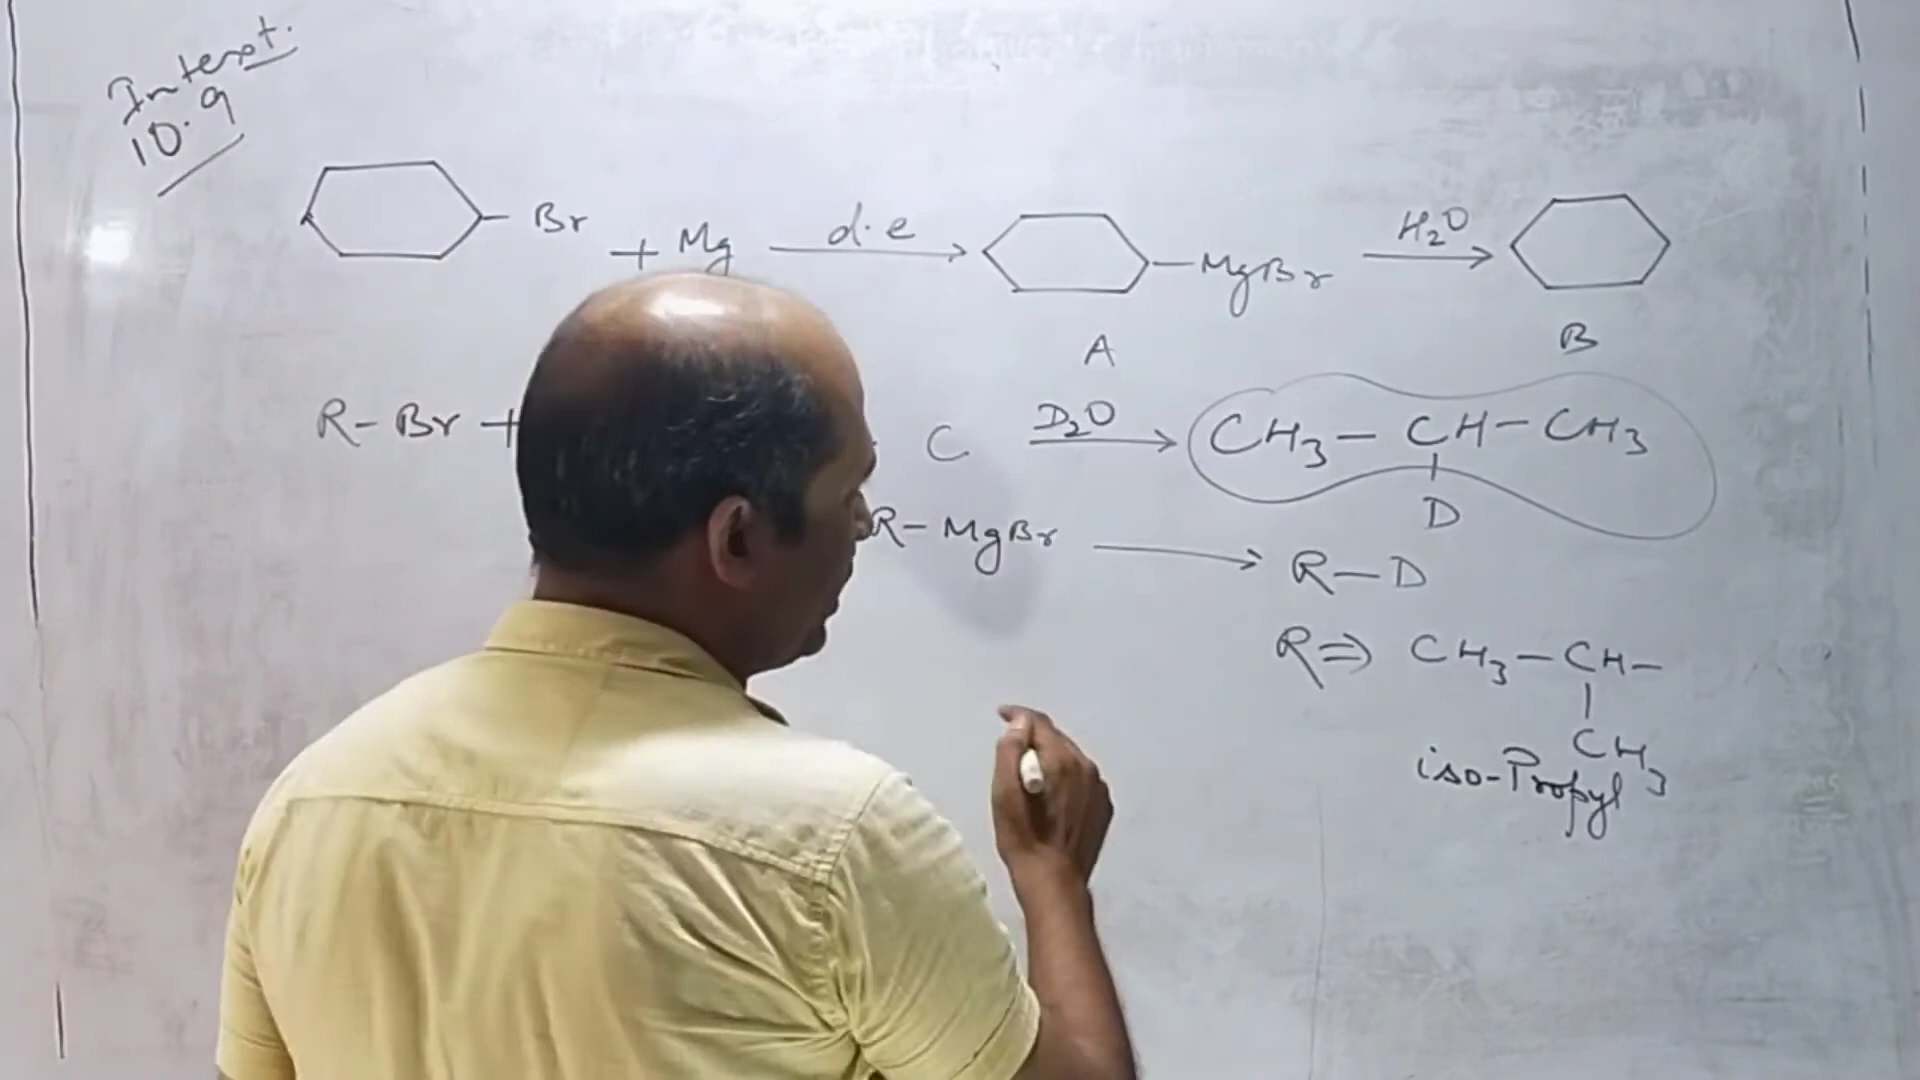 Intext.
10.9
Br + Mg d.e MgBr H2O
A B
R-Br + C D2O CH3-CH-CH3
D
R-MgBr R-D
R⇒ CH3-CH-
CH3
iso-Propyl